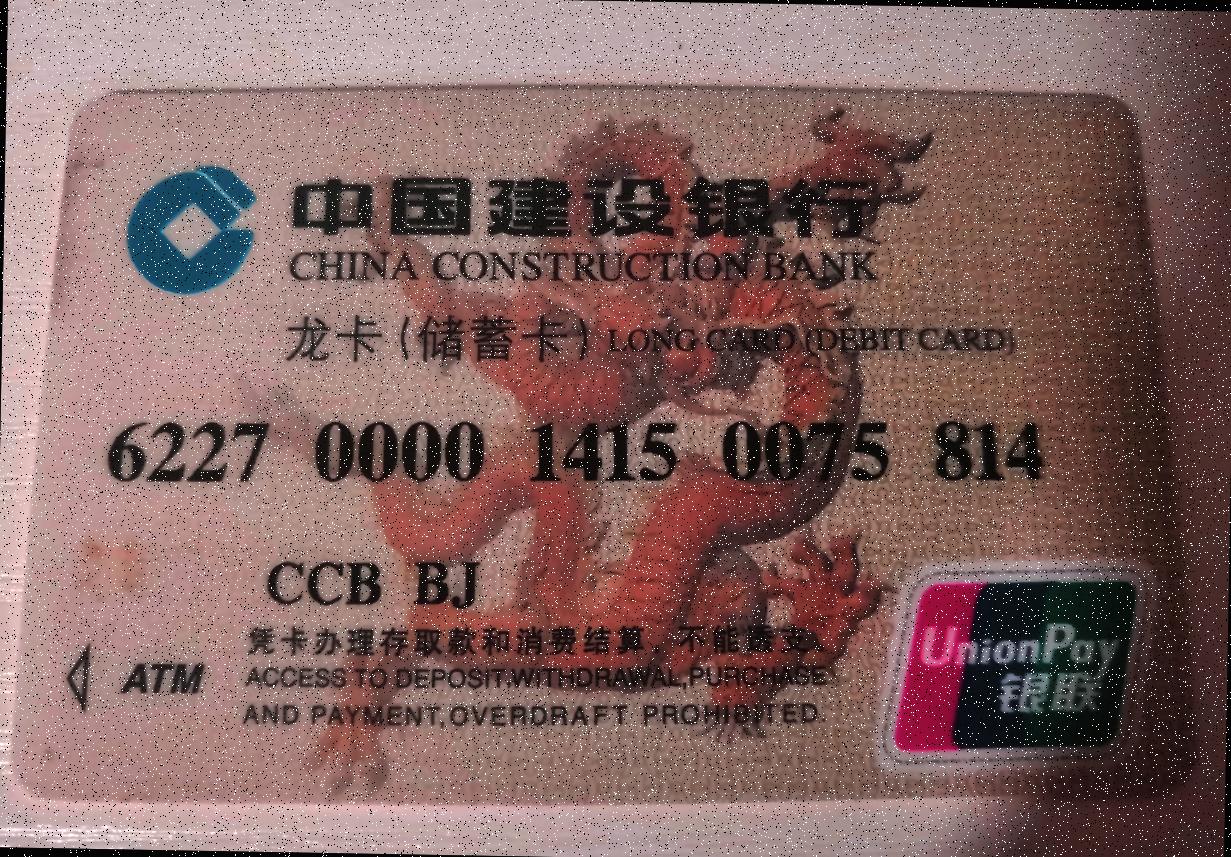 中国建设银行
CHINA CONSTRUCTION BANK
龙卡(储蓄卡) LONG CARD (DEBIT CARD)
6227 0000 1415 0075 814
CCB BJ
凭卡办理存取款和消费结算,不能透支。
ATM
ACCESS TO DEPOSIT,WITHDRAWAL,PURCHASE
AND PAYMENT,OVERDRAFT PROHIBITED.
UnionPay
银联